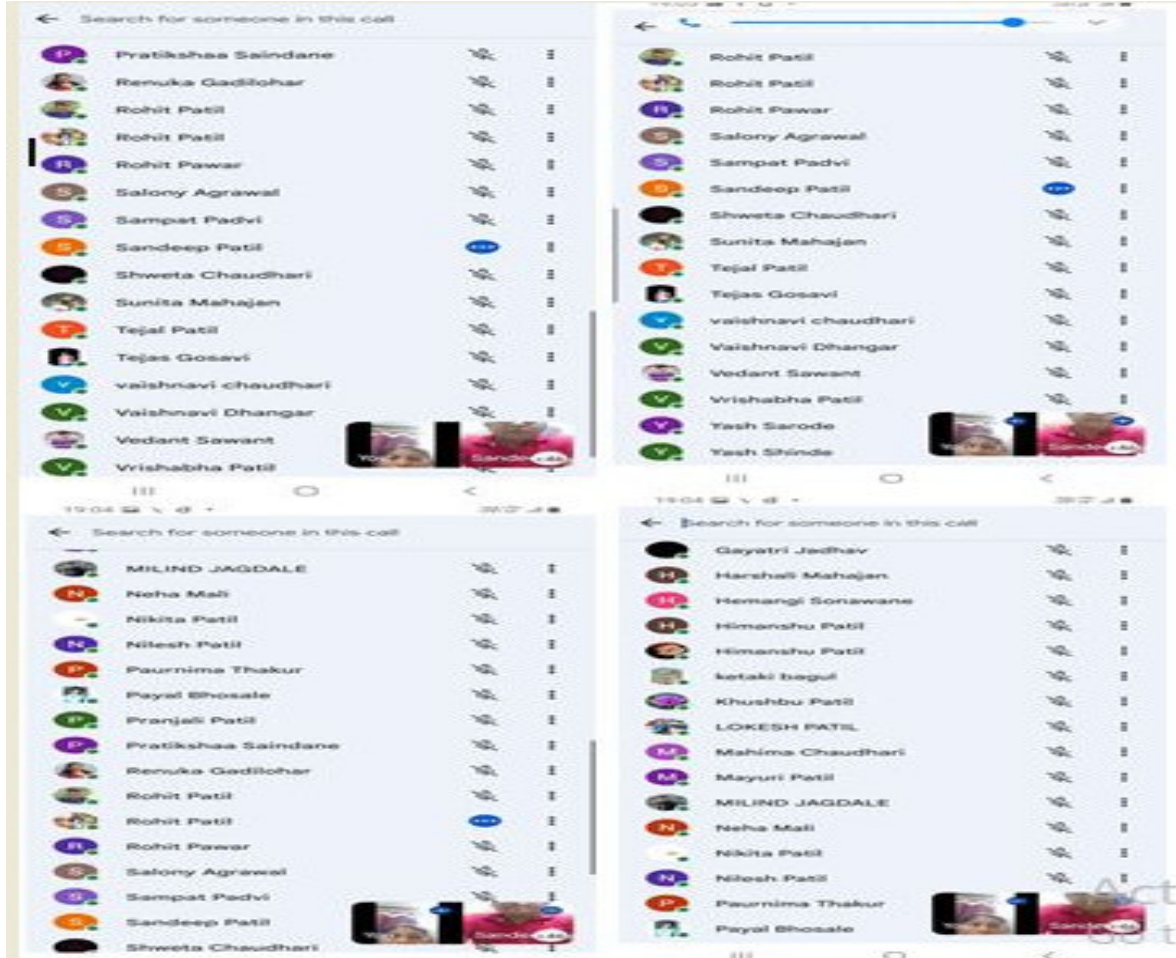 Search for someone in this call
P Pratikshaa Saindane
Renuka Gadilohar
Rohit Patil
Rohit Patil
R Rohit Pawar
S Salony Agrawal
S Sampat Padvi
S Sandeep Patil
Shweta Chaudhari
Sunita Mahajan
T Tejal Patil
Tejas Gosavi
V vaishnavi chaudhari
V Vaishnavi Dhangar
Vedant Sawant
V Vrishabha Patil
Rohit Patil
Rohit Patil
R Rohit Pawar
S Salony Agrawal
S Sampat Padvi
S Sandeep Patil
Shweta Chaudhari
Sunita Mahajan
T Tejal Patil
Tejas Gosavi
V vaishnavi chaudhari
V Vaishnavi Dhangar
Vedant Sawant
V Vrishabha Patil
Y Yash Sarode
V Yash Shinde
19:04
Search for someone in this call
MILIND JAGDALE
N Neha Mali
Nikita Patil
N Nilesh Patil
P Paurnima Thakur
Payal Bhosale
P Pranjali Patil
P Pratikshaa Saindane
Renuka Gadilohar
Rohit Patil
Rohit Patil
R Rohit Pawar
S Salony Agrawal
S Sampat Padvi
S Sandeep Patil
Shweta Chaudhari
19:04
Search for someone in this call
Gayatri Jadhav
H Harshali Mahajan
H Hemangi Sonawane
H Himanshu Patil
Himanshu Patil
ketaki bagul
Khushbu Patil
LOKESH PATIL
M Mahima Chaudhari
M Mayuri Patil
MILIND JAGDALE
N Neha Mali
Nikita Patil
N Nilesh Patil
P Paurnima Thakur
Payal Bhosale